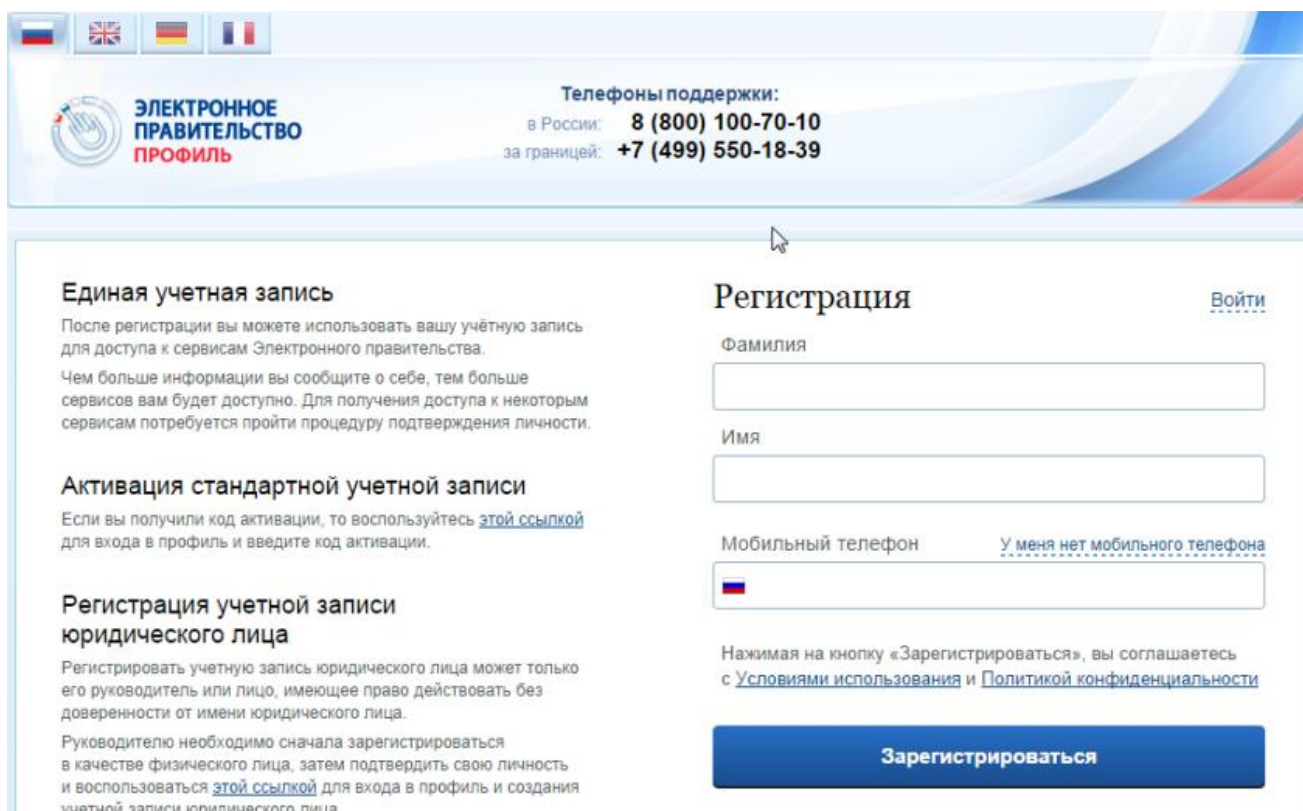 ЭЛЕКТРОННОЕ
ПРАВИТЕЛЬСТВО
ПРОФИЛЬ
Телефоны поддержки:
в России: 8 (800) 100-70-10
за границей: +7 (499) 550-18-39
Единая учетная запись
После регистрации вы можете использовать вашу учётную запись
для доступа к сервисам Электронного правительства.
Чем больше информации вы сообщите о себе, тем больше
сервисов вам будет доступно. Для получения доступа к некоторым
сервисам потребуется пройти процедуру подтверждения личности.
Активация стандартной учетной записи
Если вы получили код активации, то воспользуйтесь этой ссылкой
для входа в профиль и введите код активации.
Регистрация учетной записи
юридического лица
Регистрировать учетную запись юридического лица может только
его руководитель или лицо, имеющее право действовать без
доверенности от имени юридического лица.
Руководителю необходимо сначала зарегистрироваться
в качестве физического лица, затем подтвердить свою личность
и воспользоваться этой ссылкой для входа в профиль и создания
учетной записи юридического лица
Регистрация
Войти
Фамилия
Имя
Мобильный телефон
У меня нет мобильного телефона
Нажимая на кнопку «Зарегистрироваться», вы соглашаетесь
с Условиями использования и Политикой конфиденциальности
Зарегистрироваться